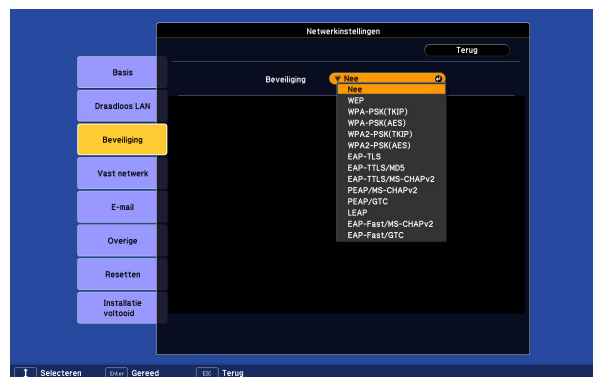 Netwerkinstellingen
Terug
Basis
Draadloos LAN
Beveiliging
Vast netwerk
E-mail
Overige
Resetten
Installatie
voltooid
Beveiliging
Nee
Nee
WEP
WPA-PSK(TKIP)
WPA-PSK(AES)
WPA2-PSK(TKIP)
WPA2-PSK(AES)
EAP-TLS
EAP-TTLS/MD5
EAP-TTLS/MS-CHAPv2
PEAP/MS-CHAPv2
PEAP/GTC
LEAP
EAP-Fast/MS-CHAPv2
EAP-Fast/GTC
Selecteren Enter Gereed ESC Terug